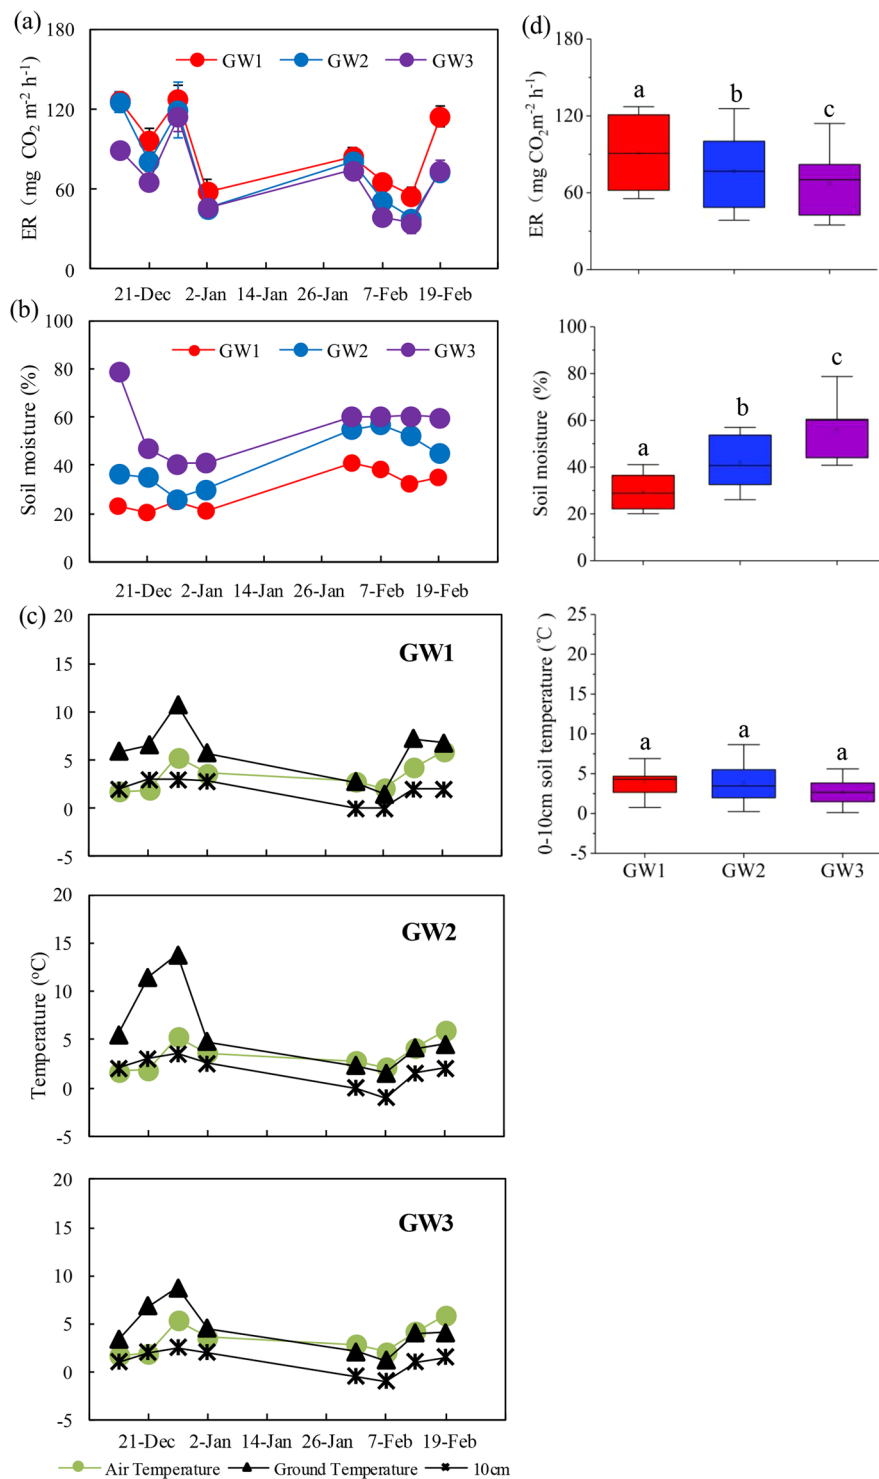 (a)
180
120
60
0
ER（mg CO2 m-2 h-1)
GW1 GW2 GW3
21-Dec 2-Jan 14-Jan 26-Jan 7-Feb 19-Feb
(d)
180
120
60
0
ER（mg CO2m-2 h-1)
a b c
(b)
100
80
60
40
20
0
Soil moisture (%)
GW1 GW2 GW3
21-Dec 2-Jan 14-Jan 26-Jan 7-Feb 19-Feb
100
80
60
40
20
0
Soil moisture (%)
a b c
(c)
20
15
10
5
0
-5
GW1
25
20
15
10
5
0
-5
0-10cm soil temperature (℃ )
a a a
GW1 GW2 GW3
20
15
10
5
0
-5
Temperature (oC)
GW2
20
15
10
5
0
-5
GW3
21-Dec 2-Jan 14-Jan 26-Jan 7-Feb 19-Feb
Air Temperature Ground Temperature 10cm